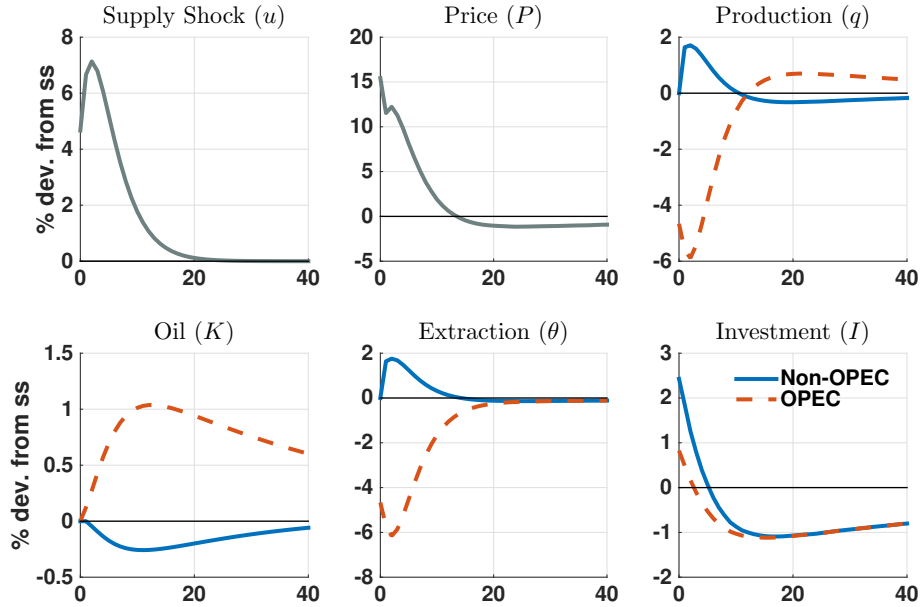 Supply Shock (u)
% dev. from ss
8
6
4
2
0
0 20 40
Price (P)
20
15
10
5
0
-5
0 20 40
Production (q)
2
0
-2
-4
-6
0 20 40
Oil (K)
% dev. from ss
1.5
1
0.5
0
-0.5
0 20 40
Extraction (θ)
2
0
-2
-4
-6
-8
0 20 40
Investment (I)
3
2
1
0
-1
-2
0 20 40
Non-OPEC
OPEC